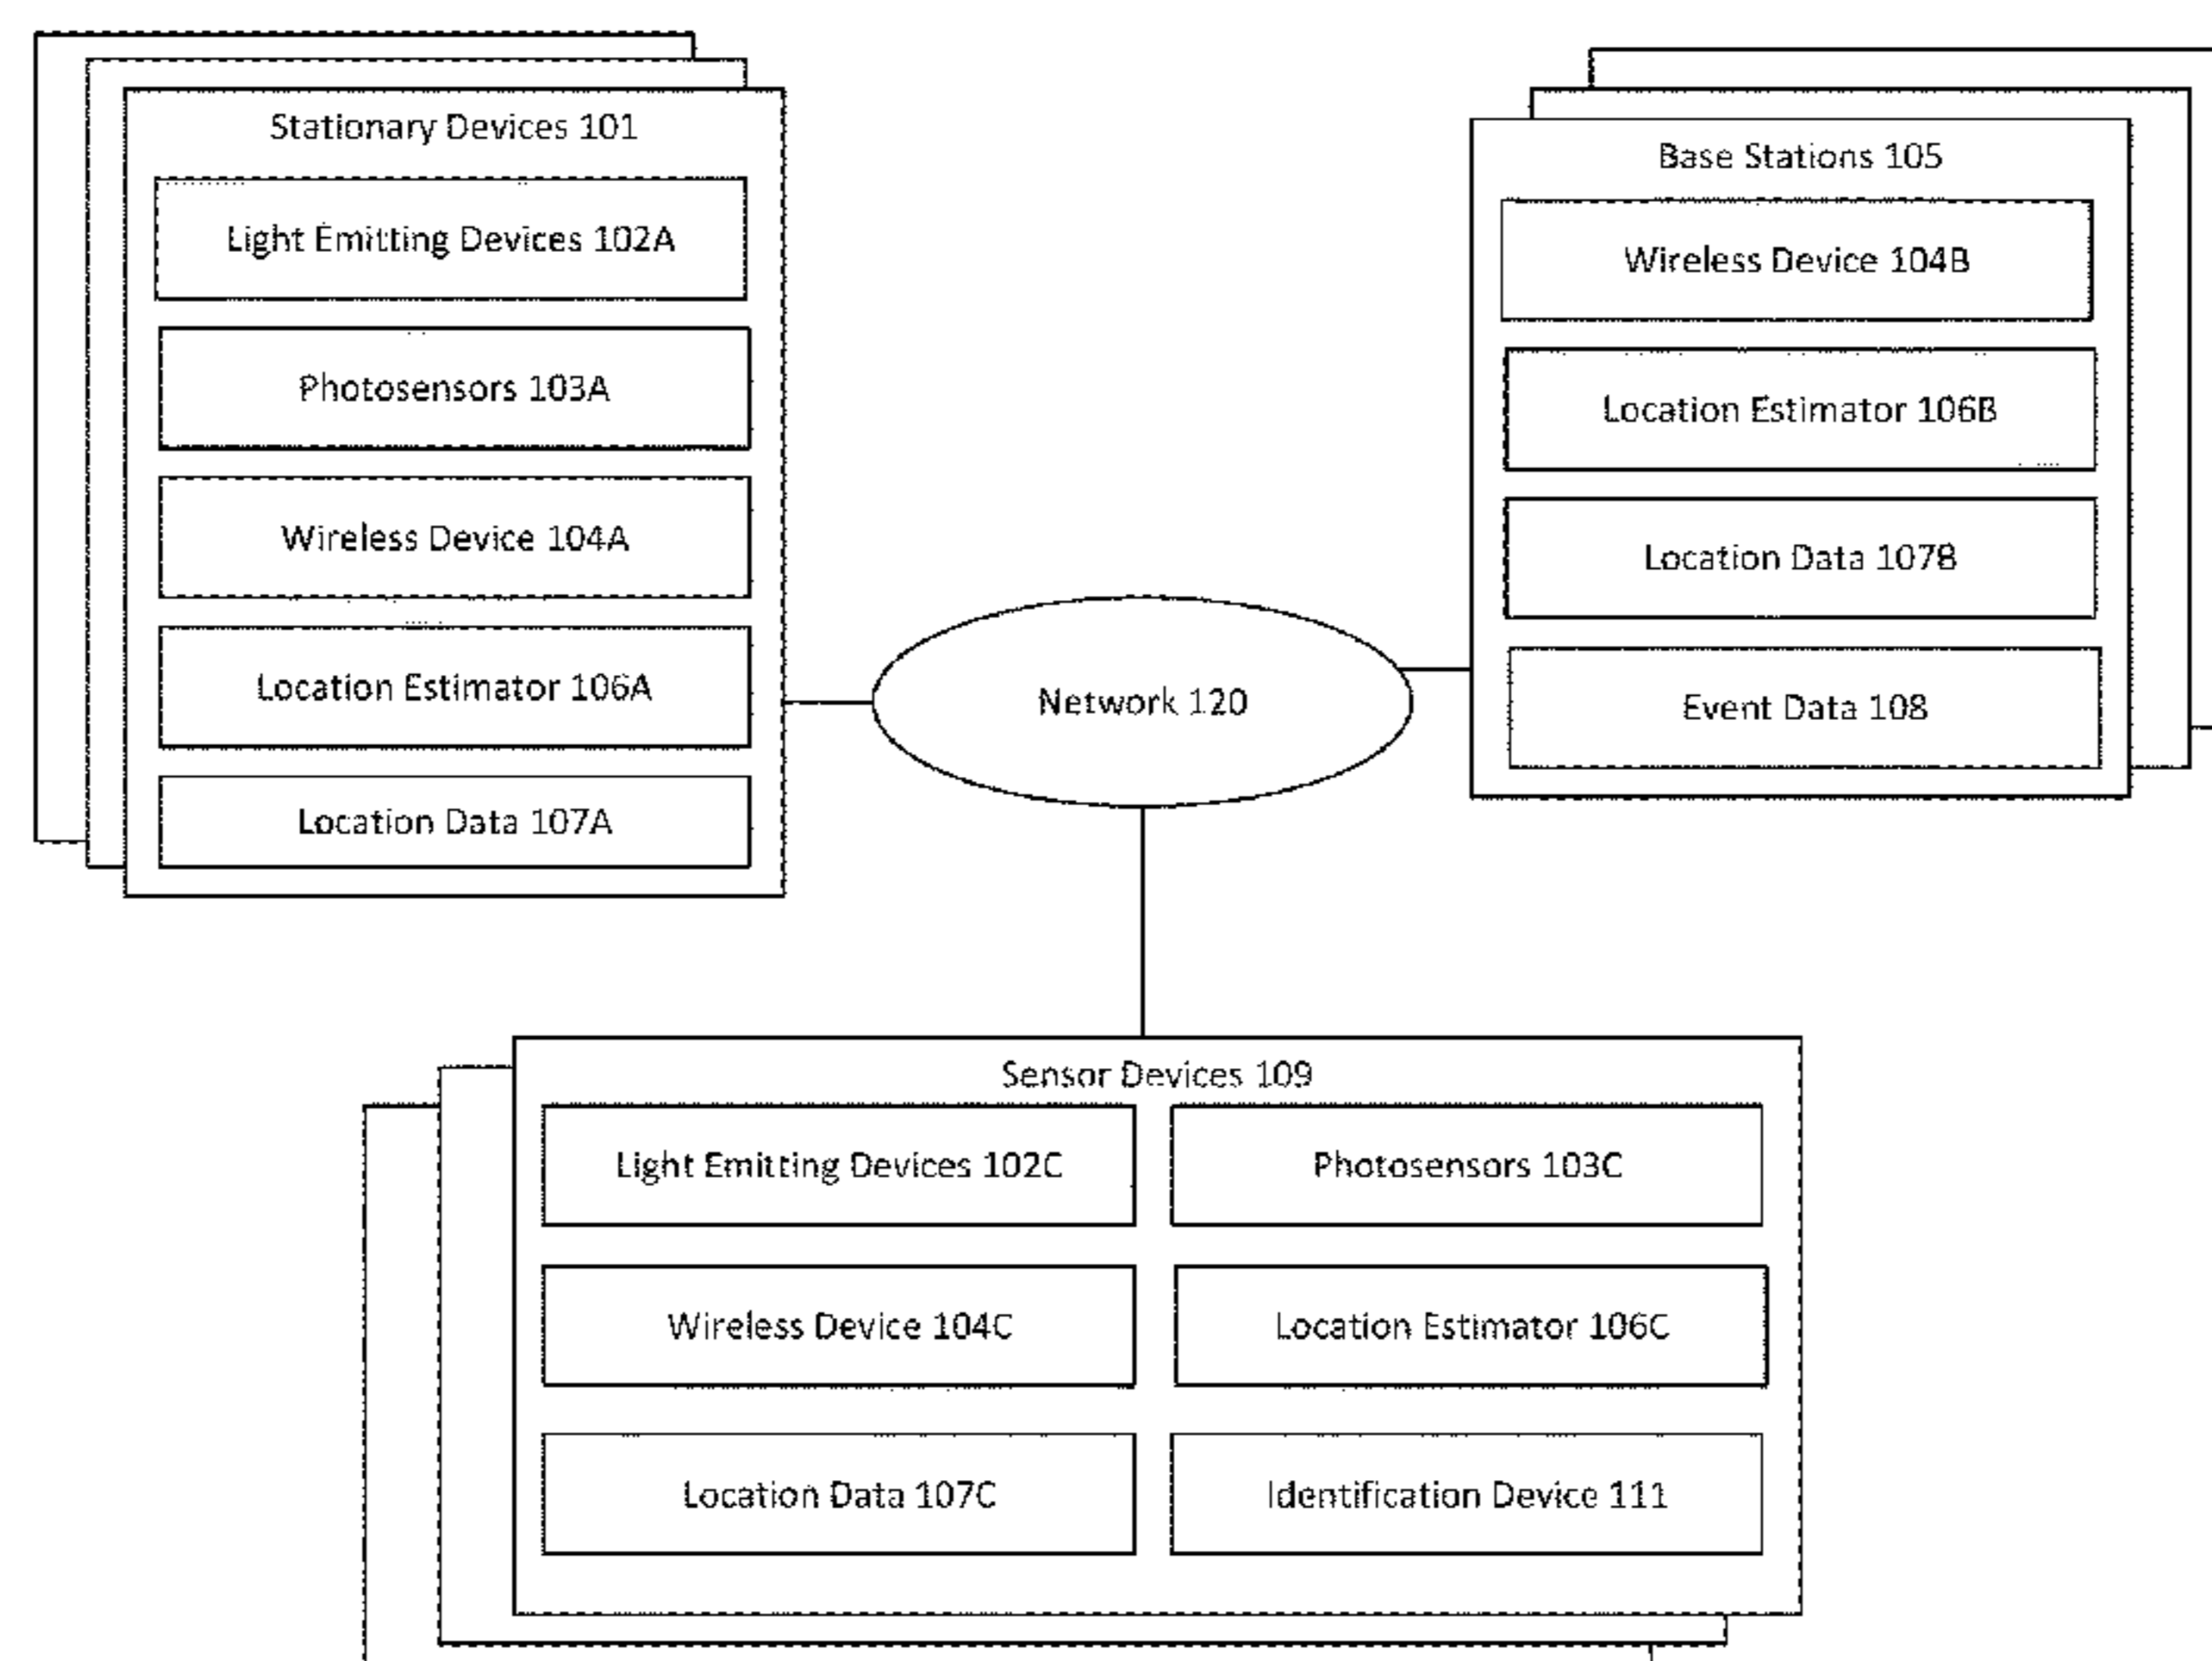 Stationary Devices 101
Light Emitting Devices 102A
Photosensors 103A
Wireless Device 104A
Location Estimator 106A
Location Data 107A
Base Stations 105
Wireless Device 104B
Location Estimator 106B
Location Data 107B
Event Data 108
Network 120
Sensor Devices 109
Light Emitting Devices 102C
Photosensors 103C
Wireless Device 104C
Location Estimator 106C
Location Data 107C
Identification Device 111